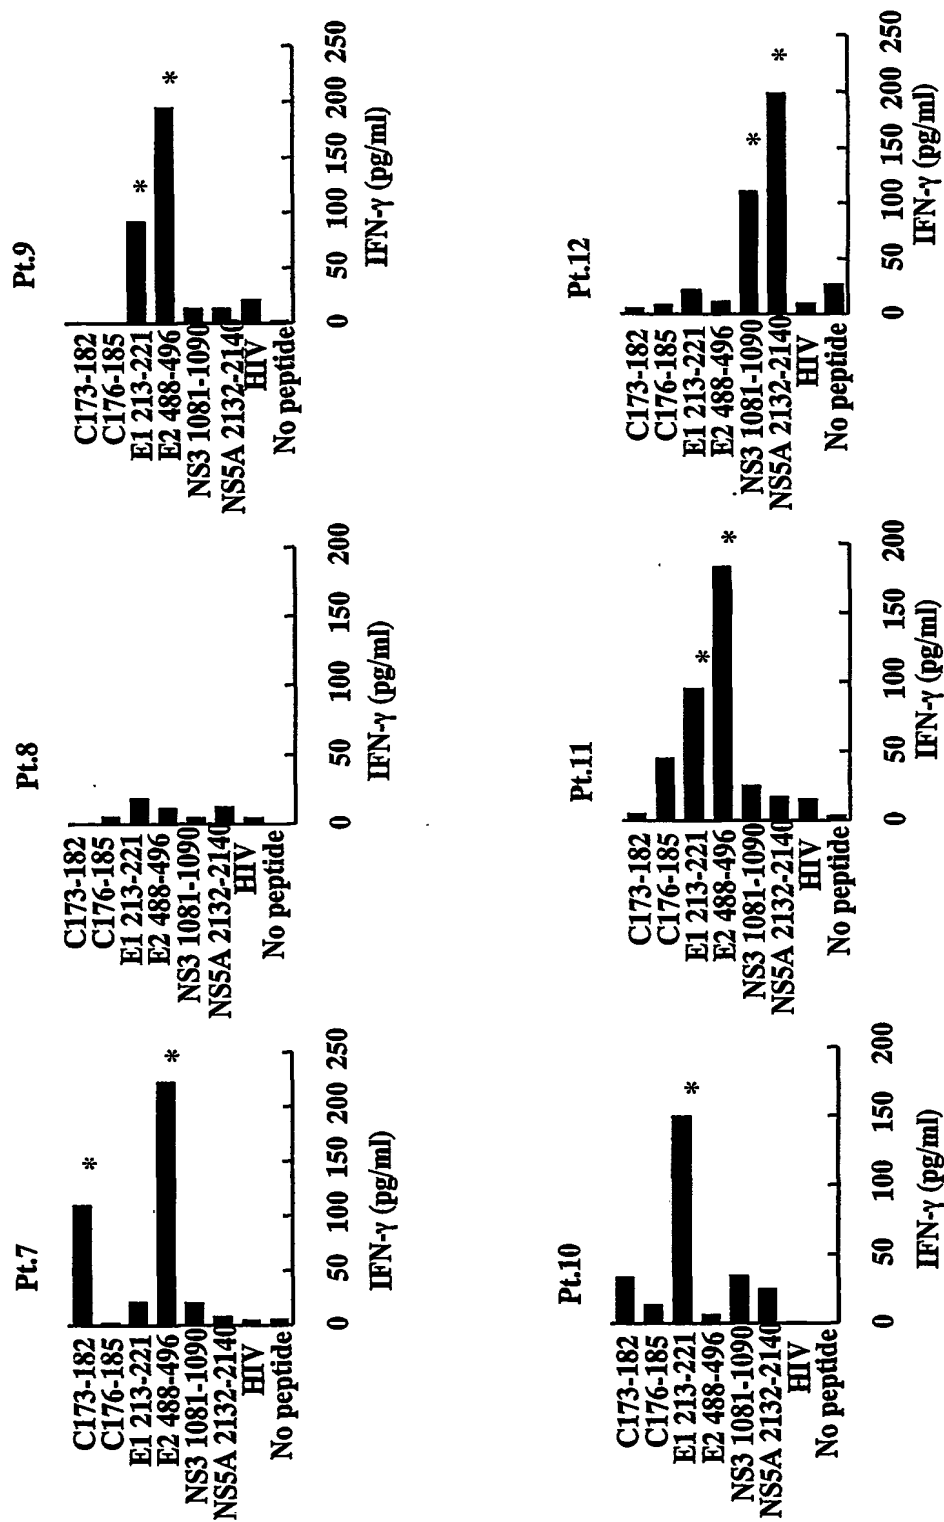 Pt.7
C173-182
C176-185
E1 213-221
*
E2 488-496
*
NS3 1081-1090
NS5A 2132-2140
HIV
No peptide
0 50 100 150 200 250
IFN-γ (pg/ml)
Pt.8
C173-182
C176-185
E1 213-221
E2 488-496
NS3 1081-1090
NS5A 2132-2140
HIV
No peptide
0 50 100 150 200
IFN-γ (pg/ml)
Pt.9
C173-182
C176-185
E1 213-221
*
E2 488-496
*
NS3 1081-1090
NS5A 2132-2140
HIV
No peptide
0 50 100 150 200 250
IFN-γ (pg/ml)
Pt.10
C173-182
C176-185
E1 213-221
*
E2 488-496
NS3 1081-1090
NS5A 2132-2140
HIV
No peptide
0 50 100 150 200
IFN-γ (pg/ml)
Pt.11
C173-182
C176-185
E1 213-221
*
E2 488-496
*
NS3 1081-1090
NS5A 2132-2140
HIV
No peptide
0 50 100 150 200
IFN-γ (pg/ml)
Pt.12
C173-182
C176-185
E1 213-221
E2 488-496
NS3 1081-1090
*
NS5A 2132-2140
*
HIV
No peptide
0 50 100 150 200 250
IFN-γ (pg/ml)